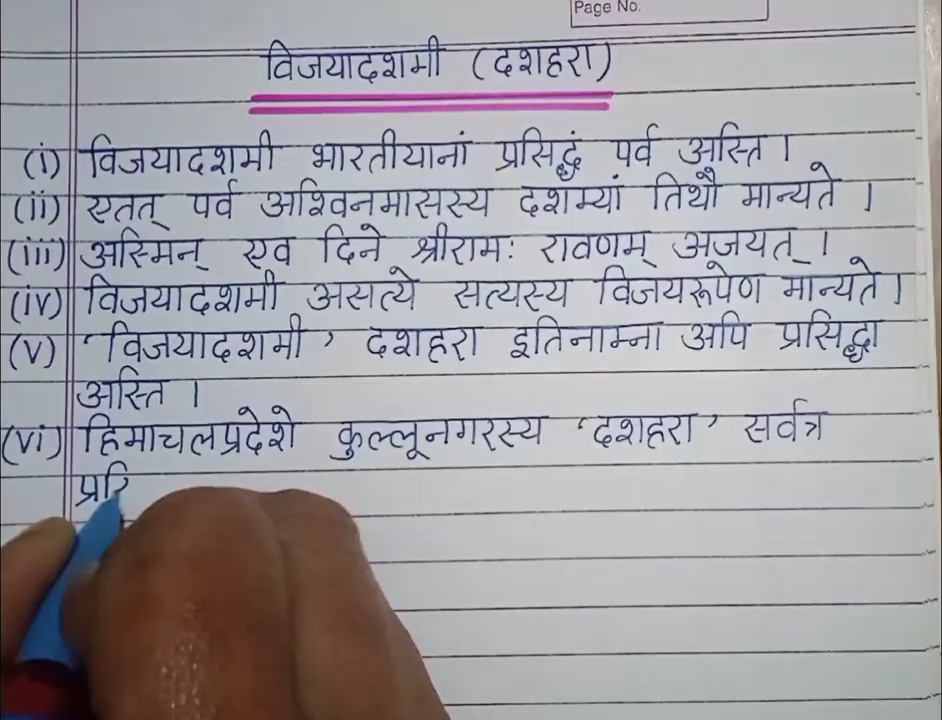 Page No.
विजयादशमी (दशहरा)
(i) विजयादशमी भारतीयानां प्रसिद्धं पर्व अस्ति ।
(ii) एतत् पर्व अश्विनमासस्य दशम्यां तिथौ मान्यते ।
(iii) अस्मिन् एव दिने श्रीरामः रावणम् अजयत् ।
(iv) विजयादशमी असत्ये सत्यस्य विजयरूपेण मान्यते ।
(v) ‘विजयादशमी’ दशहरा इतिनाम्ना अपि प्रसिद्धा
अस्ति ।
(vi) हिमाचलप्रदेशे कुल्लूनगरस्य ‘दशहरा’ सर्वत्र